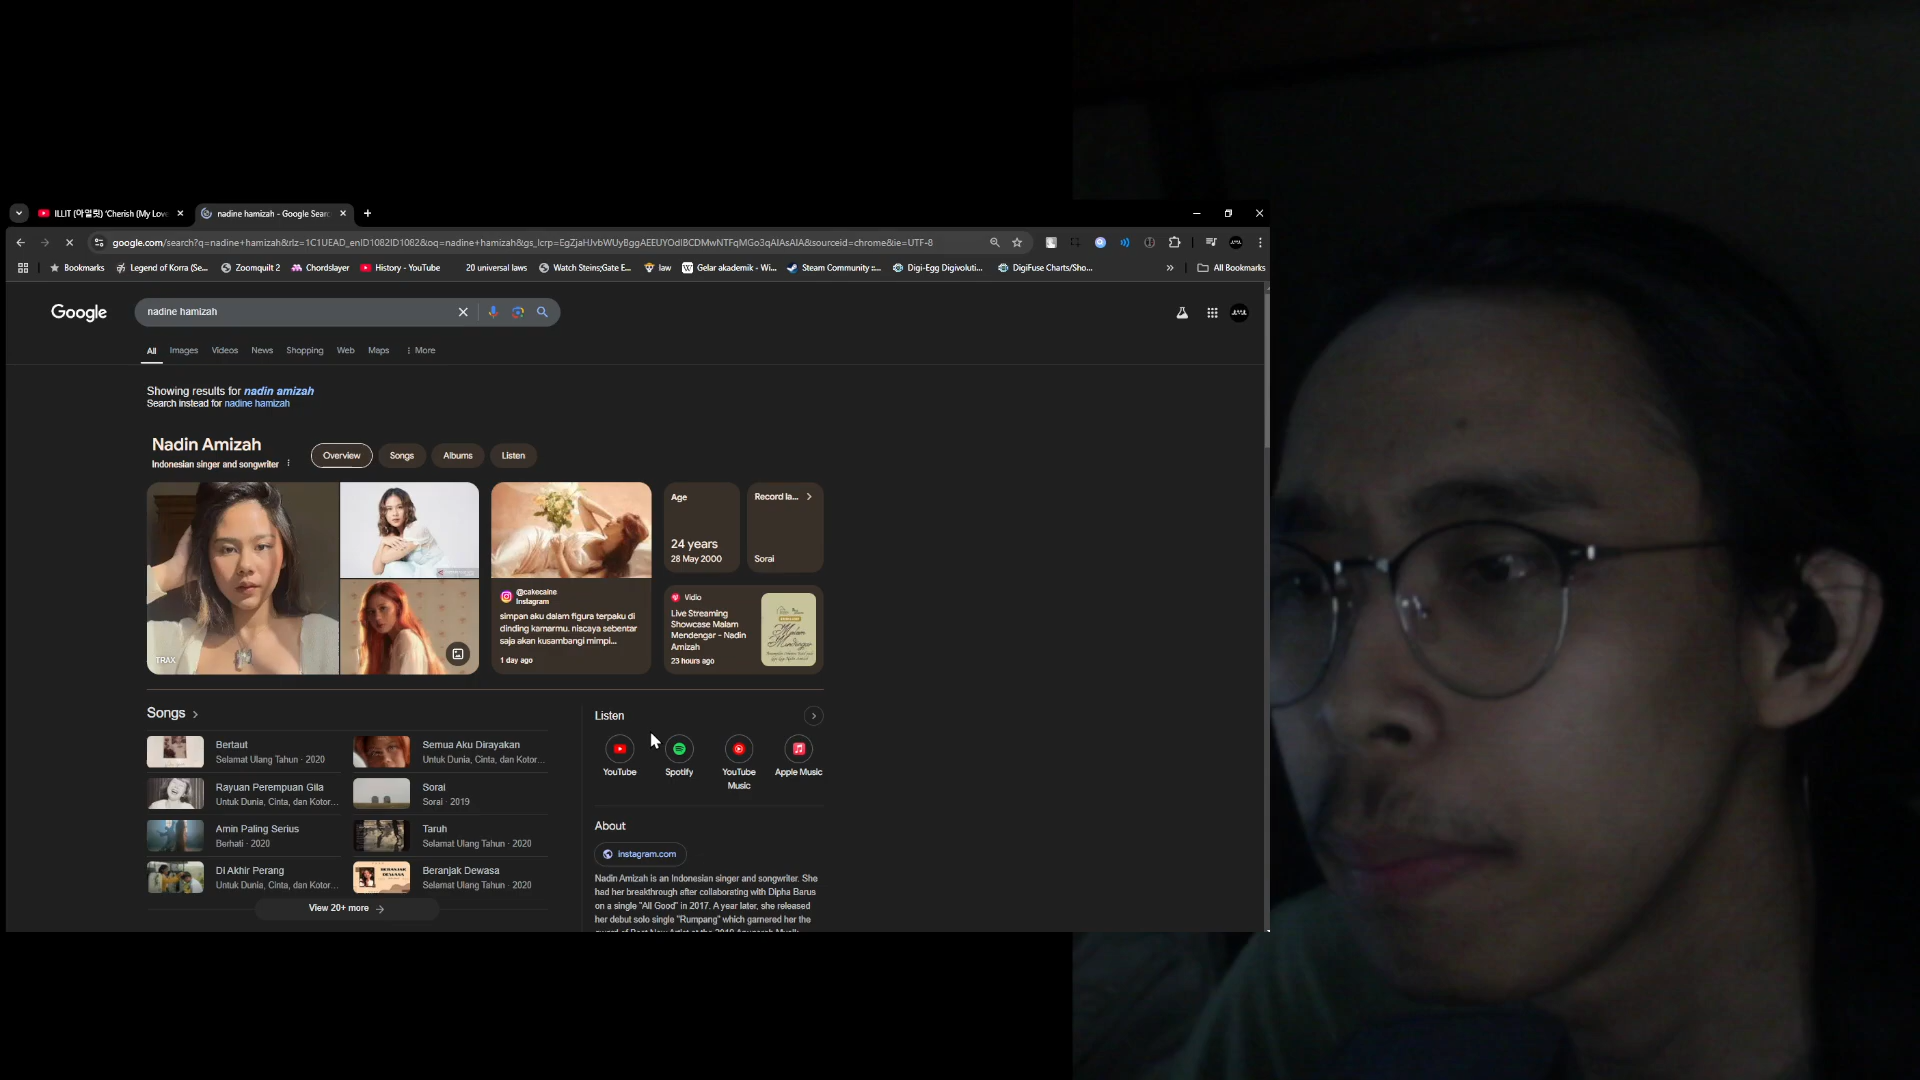 ILLIT (아일릿) 'Cherish (My Lov
nadine hamizah - Google Sear
google.com/search?q=nadine+hamizah&rlz=1C1UEAD_enID1082ID1082&oq=nadine+hamizah&gs_lcrp=EgZjaHJvbWUyBggAEEUYOdIBCDMwNTFqMGo3qAIAsAIA&sourceid=chrome&ie=UTF-8
Bookmarks
Legend of Korra (Se...
Zoomquilt 2
Chordslayer
History - YouTube
20 universal laws
Watch Steins;Gate E...
law
Gelar akademik - Wi...
Steam Community ::...
Digi-Egg Digivoluti...
DigiFuse Charts/Sho...
»
All Bookmarks
Google
nadine hamizah
All
Images
Videos
News
Shopping
Web
Maps
More
Showing results for nadin amizah
Search instead for nadine hamizah
Nadin Amizah
Indonesian singer and songwriter
Overview
Songs
Albums
Listen
TRAX
@cakecaine
Instagram
simpan aku dalam figura terpaku di
dinding kamarmu. niscaya sebentar
saja akan kusambangi mimpi...
1 day ago
Age
24 years
28 May 2000
Record la...
Sorai
Vidio
Live Streaming
Showcase Malam
Mendengar - Nadin
Amizah
23 hours ago
Songs
Bertaut
Selamat Ulang Tahun · 2020
Semua Aku Dirayakan
Untuk Dunia, Cinta, dan Kotor...
Rayuan Perempuan Gila
Untuk Dunia, Cinta, dan Kotor...
Sorai
Sorai · 2019
Amin Paling Serius
Berhati · 2020
Taruh
Selamat Ulang Tahun · 2020
Di Akhir Perang
Untuk Dunia, Cinta, dan Kotor...
Beranjak Dewasa
Selamat Ulang Tahun · 2020
View 20+ more
Listen
YouTube
Spotify
YouTube
Music
Apple Music
About
instagram.com
Nadin Amizah is an Indonesian singer and songwriter. She
had her breakthrough after collaborating with Dipha Barus
on a single "All Good" in 2017. A year later, she released
her debut solo single "Rumpang" which garnered her the